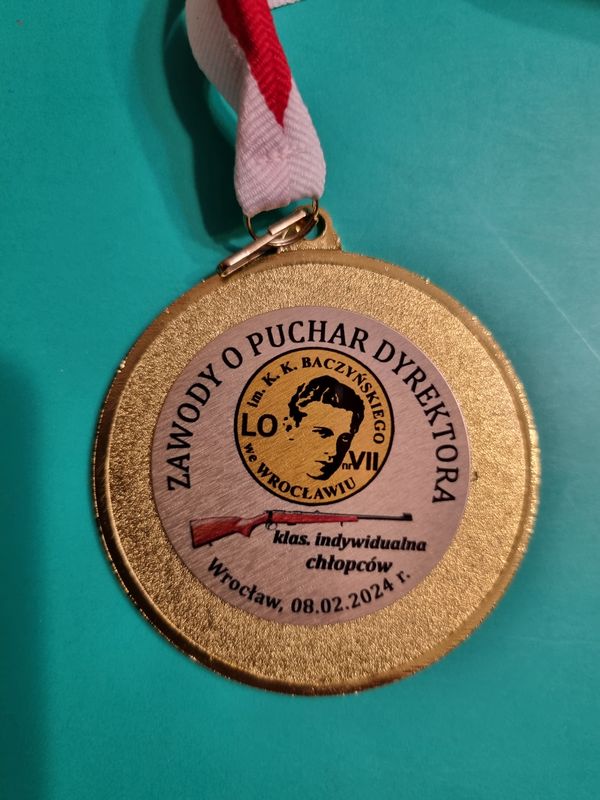 ZAWODY O PUCHAR DYREKTORA
im. K. K. BACZYŃSKIEGO
LO
nr VII
we WROCŁAWIU
klas. indywidualna
chłopców
Wrocław, 08.02.2024 r.